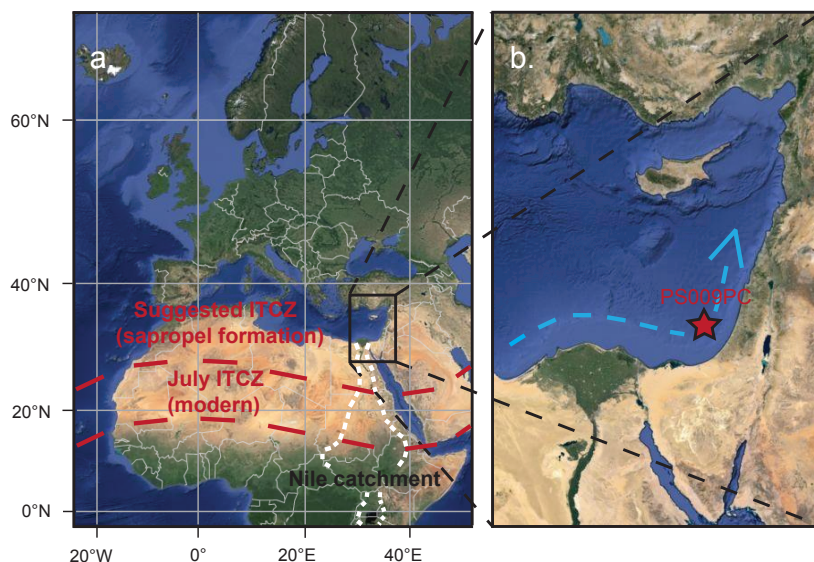 a.
b.
60°N
40°N
20°N
0°N
20°W
0°
20°E
40°E
Suggested ITCZ
(sapropel formation)
July ITCZ
(modern)
Nile catchment
PS009PC